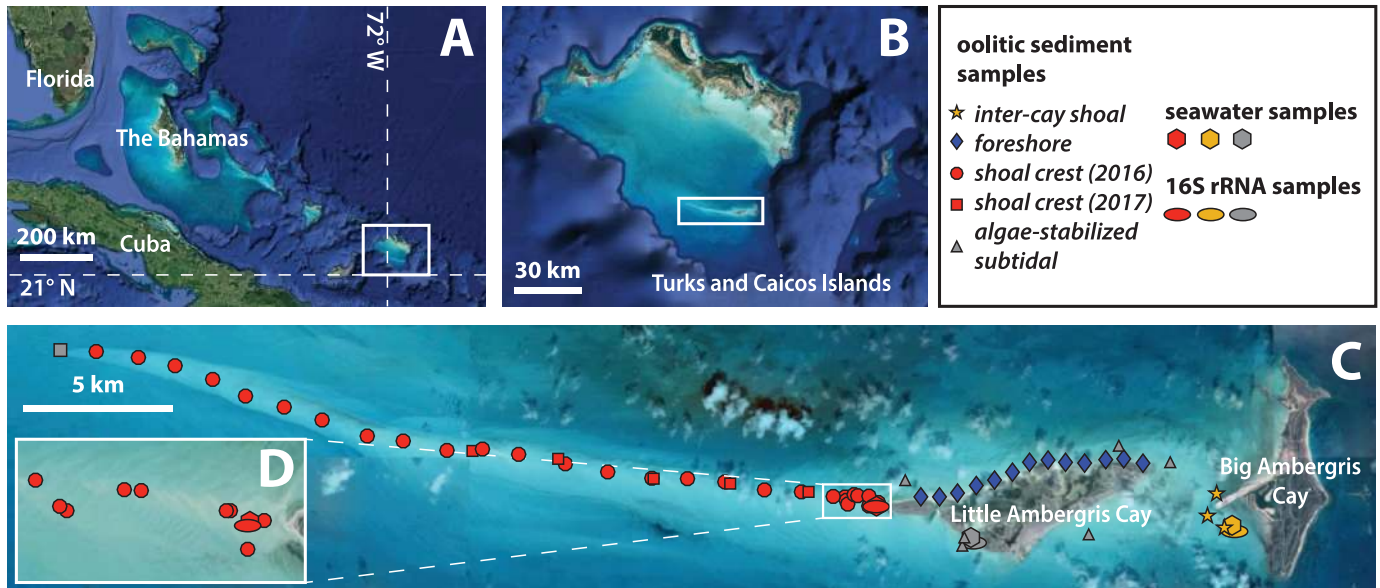 A
72° W
Florida
The Bahamas
200 km
Cuba
21° N
B
30 km
Turks and Caicos Islands
oolitic sediment
samples
inter-cay shoal
foreshore
shoal crest (2016)
shoal crest (2017)
algae-stabilized
subtidal
seawater samples
16S rRNA samples
C
5 km
D
Big Ambergris
Cay
Little Ambergris Cay